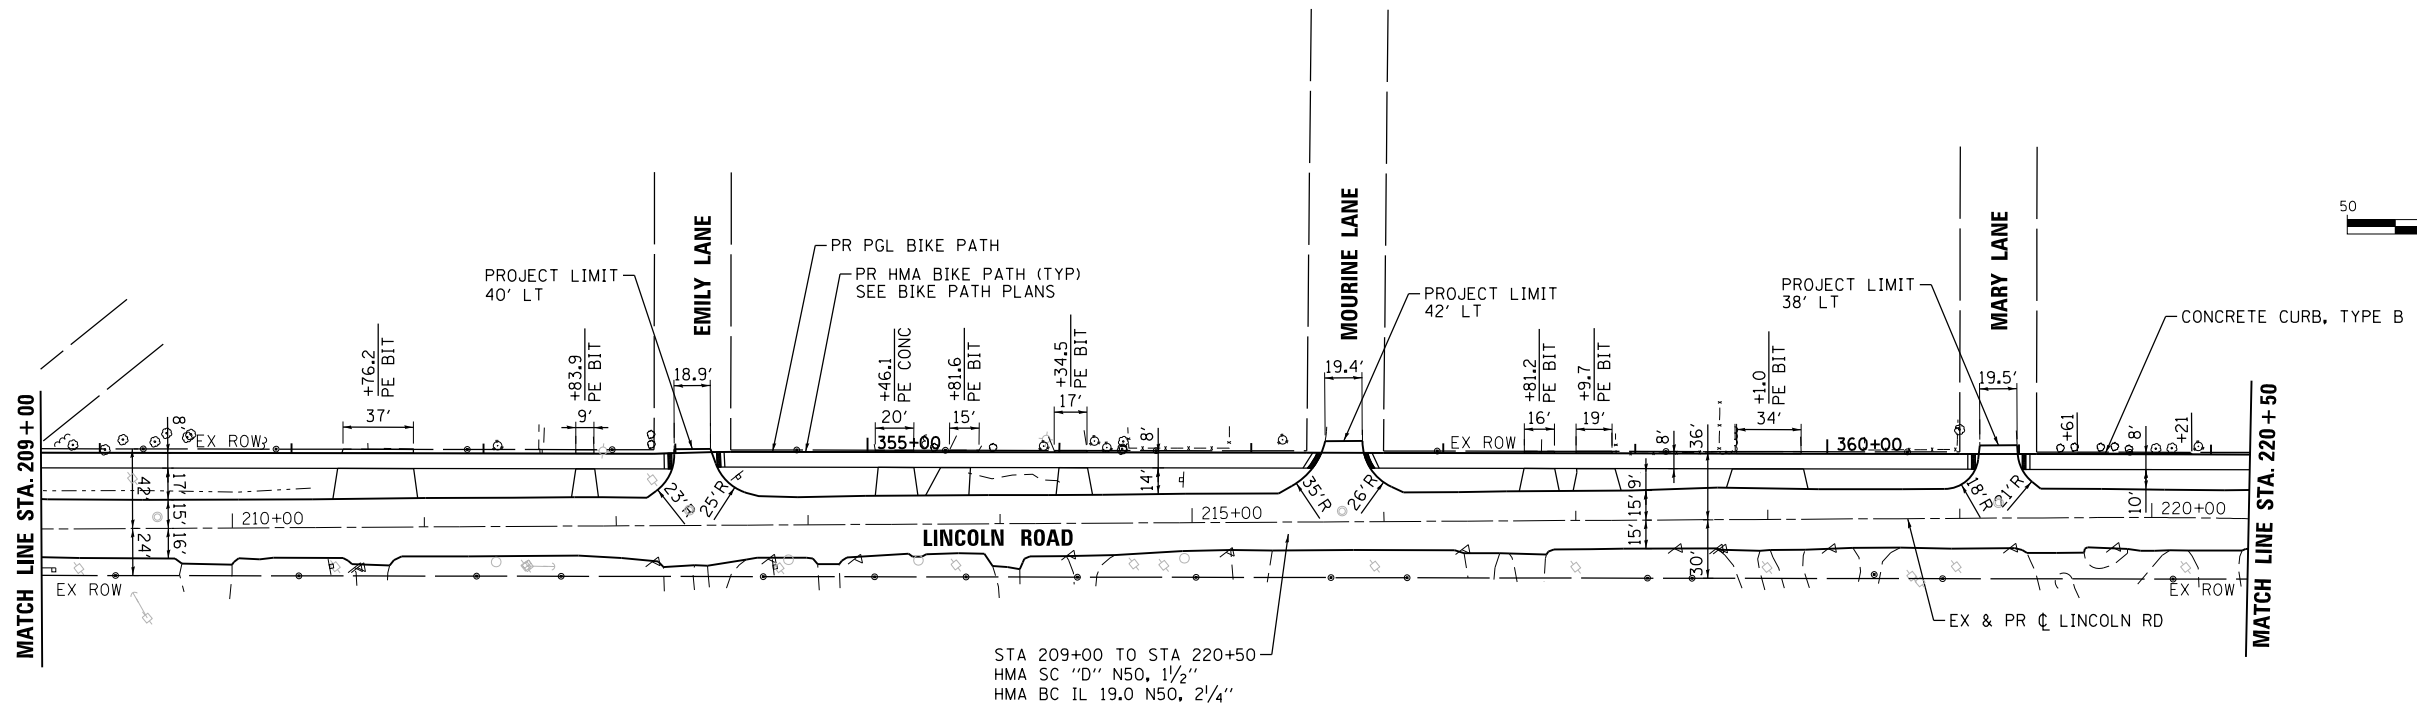 50
EMILY LANE
MOURINE LANE
MARY LANE
PR PGL BIKE PATH
PR HMA BIKE PATH (TYP)
SEE BIKE PATH PLANS
PROJECT LIMIT
40' LT
PROJECT LIMIT
42' LT
PROJECT LIMIT
38' LT
CONCRETE CURB, TYPE B
+76.2
PE BIT
37'
+83.9
PE BIT
9'
18.9'
+46.1
PE CONC
20'
+81.6
PE BIT
15'
+34.5
PE BIT
17'
19.4'
+81.2
PE BIT
16'
+9.7
PE BIT
19'
+1.0
PE BIT
34'
19.5'
+61
+21
MATCH LINE STA. 209+00
MATCH LINE STA. 220+50
EX ROW
355+00
EX ROW
360+00
8'
42'
17'
15'
16'
24'
23'R
25'R
8'
14'
35'R
26'R
8'
36'
9'
15'
15'
30'
18'R
21'R
8'
10'
210+00
215+00
220+00
LINCOLN ROAD
EX ROW
EX ROW
EX & PR ℄ LINCOLN RD
STA 209+00 TO STA 220+50
HMA SC "D" N50, 1½"
HMA BC IL 19.0 N50, 2¼"